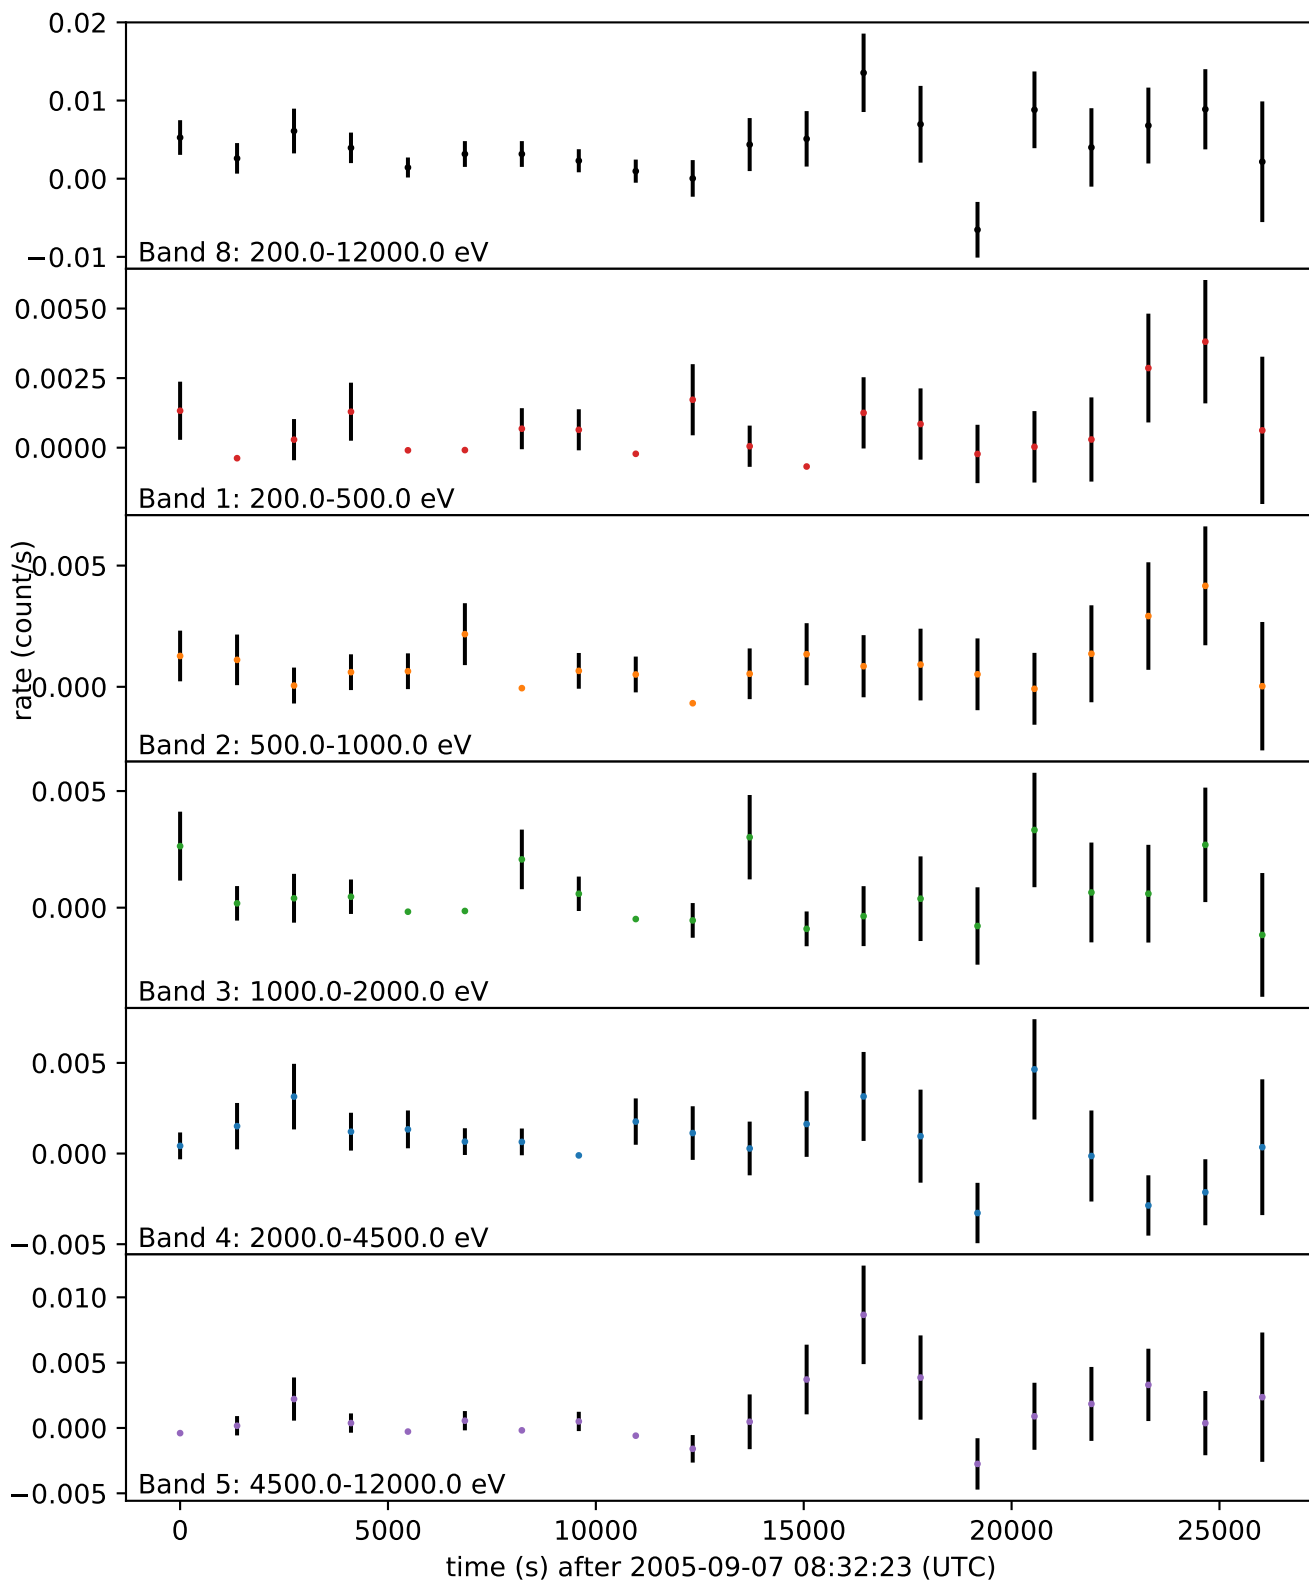 0.02
0.01
0.00
−0.01
Band 8: 200.0-12000.0 eV
0.0050
0.0025
0.0000
Band 1: 200.0-500.0 eV
rate (count/s)
0.005
0.000
Band 2: 500.0-1000.0 eV
0.005
0.000
Band 3: 1000.0-2000.0 eV
0.005
0.000
−0.005
Band 4: 2000.0-4500.0 eV
0.010
0.005
0.000
−0.005
Band 5: 4500.0-12000.0 eV
0 5000 10000 15000 20000 25000
time (s) after 2005-09-07 08:32:23 (UTC)